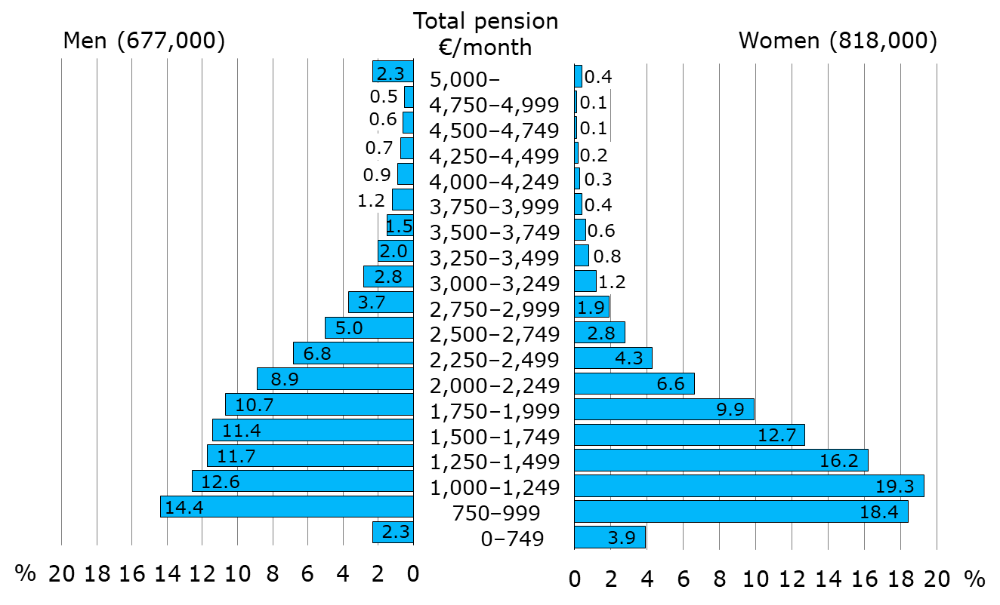 Total pension
€/month
Men (677,000)
Women (818,000)
2.3 5,000– 0.4
0.5 4,750–4,999 0.1
0.6 4,500–4,749 0.1
0.7 4,250–4,499 0.2
0.9 4,000–4,249 0.3
1.2 3,750–3,999 0.4
1.5 3,500–3,749 0.6
2.0 3,250–3,499 0.8
2.8 3,000–3,249 1.2
3.7 2,750–2,999 1.9
5.0 2,500–2,749 2.8
6.8 2,250–2,499 4.3
8.9 2,000–2,249 6.6
10.7 1,750–1,999 9.9
11.4 1,500–1,749 12.7
11.7 1,250–1,499 16.2
12.6 1,000–1,249 19.3
14.4 750–999 18.4
2.3 0–749 3.9
% 20 18 16 14 12 10 8 6 4 2 0 0 2 4 6 8 10 12 14 16 18 20 %